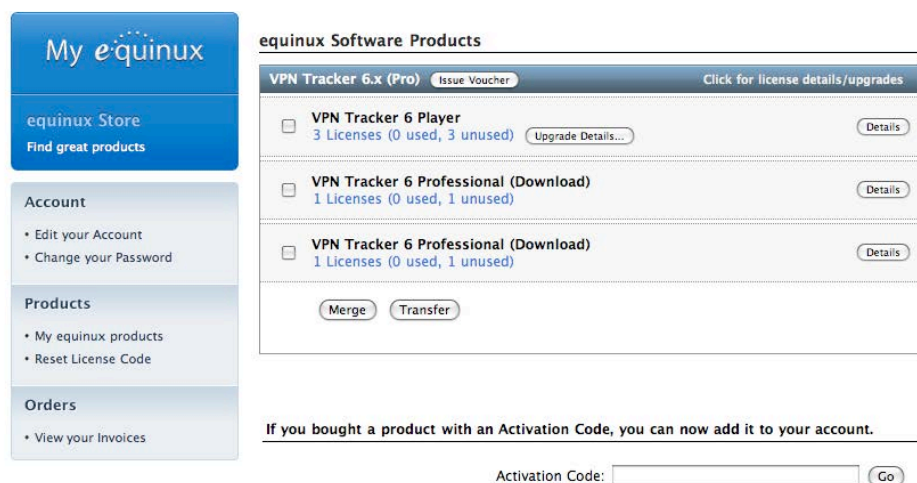 My equinux
equinux Store
Find great products
Account
• Edit your Account
• Change your Password
Products
• My equinux products
• Reset License Code
Orders
• View your Invoices
equinux Software Products
VPN Tracker 6.x (Pro) Issue Voucher Click for license details/upgrades
VPN Tracker 6 Player
3 Licenses (0 used, 3 unused) Upgrade Details... Details
VPN Tracker 6 Professional (Download)
1 Licenses (0 used, 1 unused) Details
VPN Tracker 6 Professional (Download)
1 Licenses (0 used, 1 unused) Details
Merge Transfer
If you bought a product with an Activation Code, you can now add it to your account.
Activation Code: Go